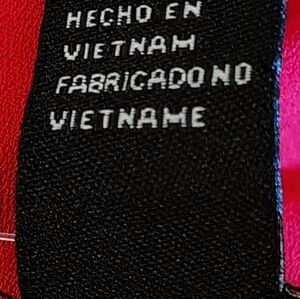 HECHO EN
VIETNAM
FABRICADO NO
VIETNAME